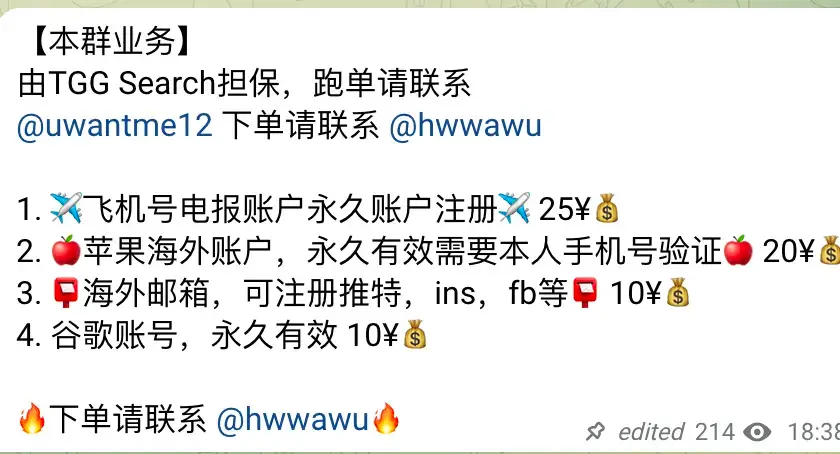 【本群业务】
由TGG Search担保，跑单请联系
@uwantme12 下单请联系 @hwwawu
1. ✈️飞机号电报账户永久账户注册✈️ 25¥💰
2. 🍎苹果海外账户，永久有效需要本人手机号验证🍎 20¥💰
3. 📮海外邮箱，可注册推特，ins，fb等📮 10¥💰
4. 谷歌账号，永久有效 10¥💰
🔥下单请联系 @hwwawu🔥
edited 214 18:38